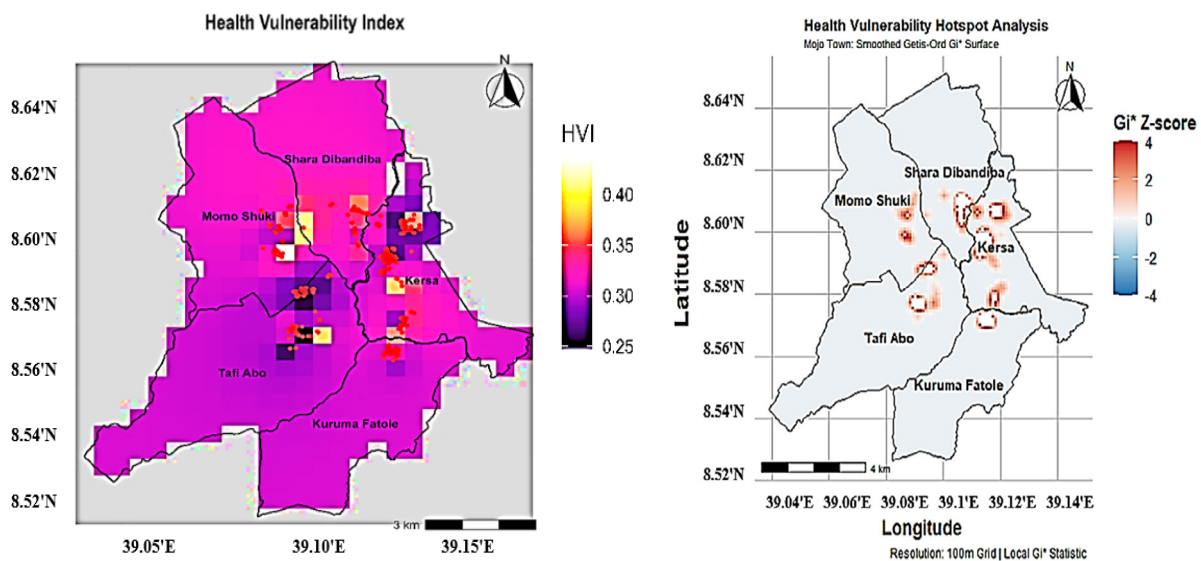 Health Vulnerability Index
N
8.64'N
8.62'N
8.60'N
8.58'N
8.56'N
8.54'N
8.52'N
Shara Dibandiba
Momo Shuki
Kersa
Tafi Abo
Kuruma Fatole
3 km
39.05'E
39.10'E
39.15'E
HVI
0.40
0.35
0.30
0.25
Health Vulnerability Hotspot Analysis
Mojo Town: Smoothed Getis-Ord Gi* Surface
N
8.64'N
8.62'N
8.60'N
8.58'N
8.56'N
8.54'N
8.52'N
Latitude
Shara Dibandiba
Momo Shuki
Kersa
Tafi Abo
Kuruma Fatole
4 km
39.04'E
39.06'E
39.08'E
39.1'E
39.12'E
39.14'E
Longitude
Resolution: 100m Grid | Local Gi* Statistic
Gi* Z-score
4
2
0
-2
-4